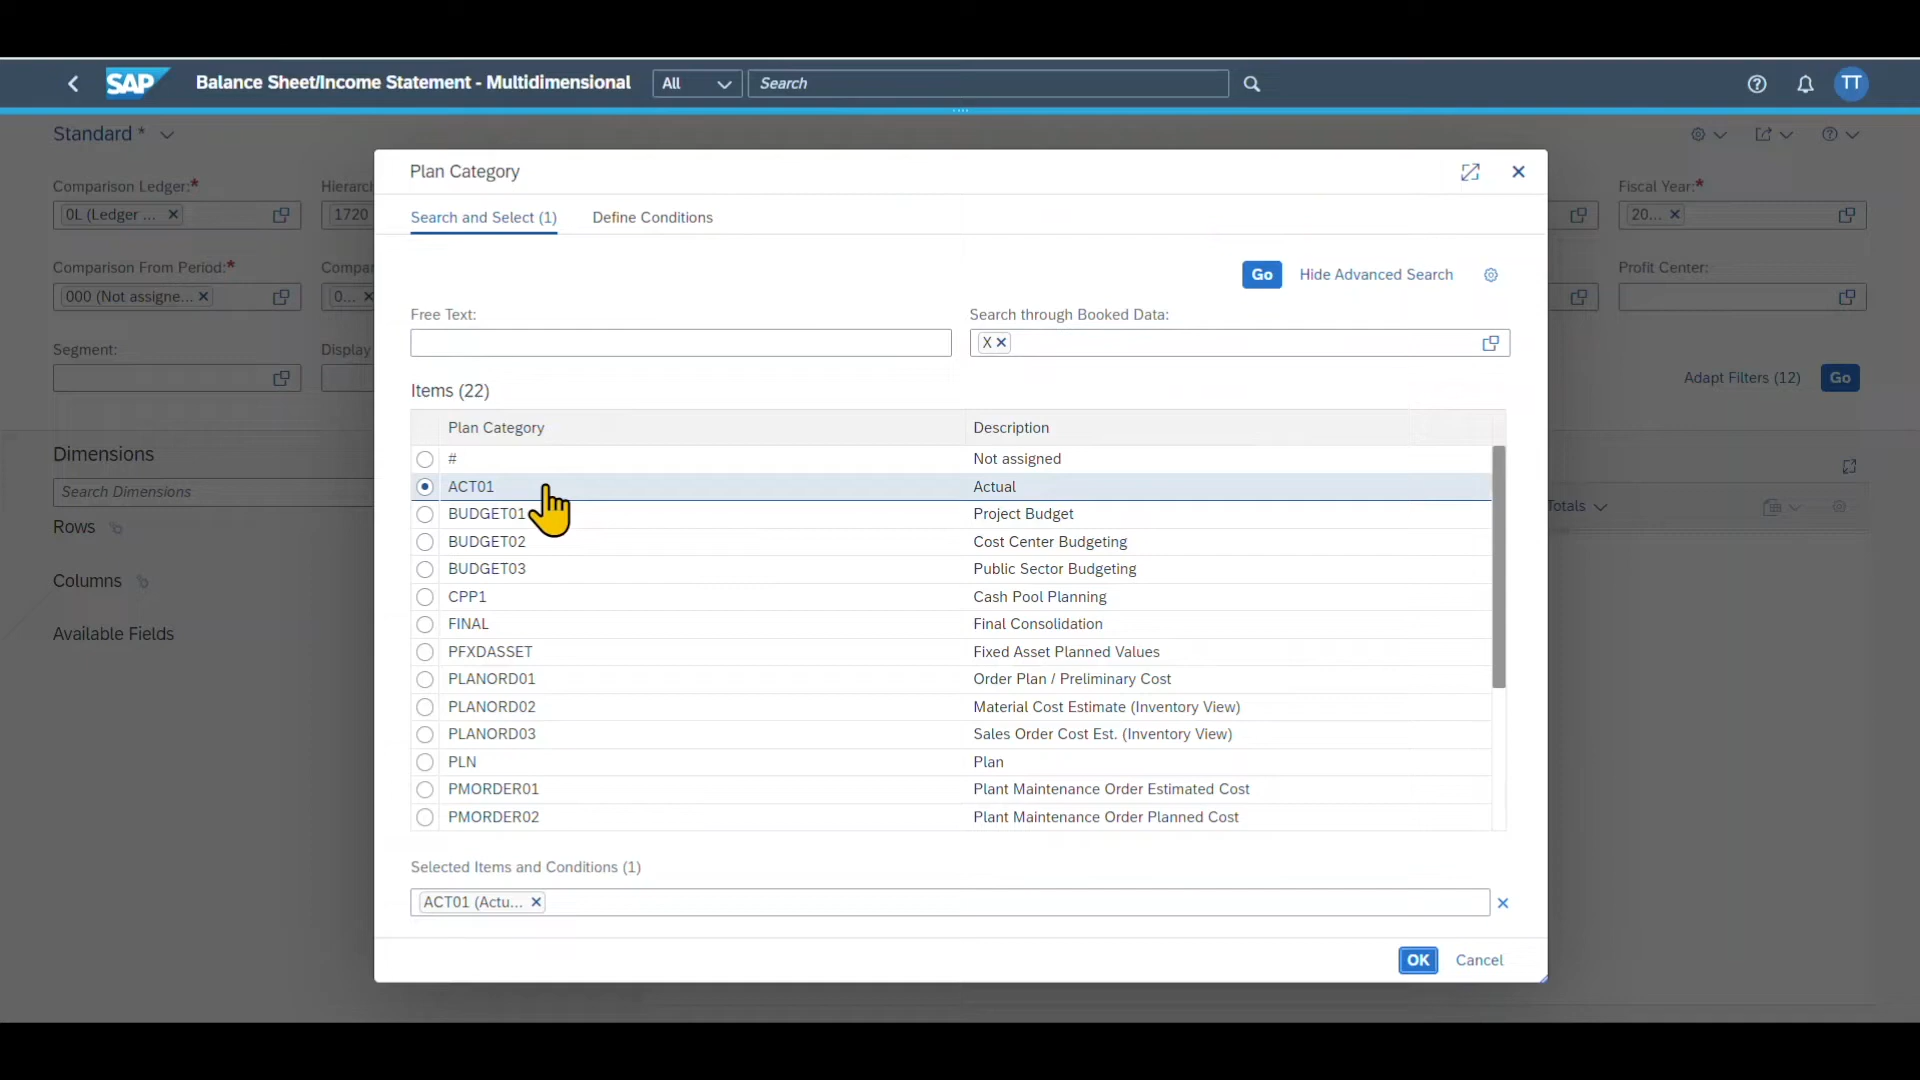 SAP Balance Sheet/Income Statement - Multidimensional All Search TT
Standard *
Comparison Ledger:* Fiscal Year:*
0L (Ledger ... 1720 20...
Comparison From Period:* Profit Center:
000 (Not assigne... 0...
Segment: Display
Adapt Filters (12) Go
Dimensions
Search Dimensions
Rows
Columns
Available Fields
Totals
Plan Category
Search and Select (1) Define Conditions
Go Hide Advanced Search
Free Text: Search through Booked Data:
X
Items (22)
Plan Category Description
# Not assigned
ACT01 Actual
BUDGET01 Project Budget
BUDGET02 Cost Center Budgeting
BUDGET03 Public Sector Budgeting
CPP1 Cash Pool Planning
FINAL Final Consolidation
PFXDASSET Fixed Asset Planned Values
PLANORD01 Order Plan / Preliminary Cost
PLANORD02 Material Cost Estimate (Inventory View)
PLANORD03 Sales Order Cost Est. (Inventory View)
PLN Plan
PMORDER01 Plant Maintenance Order Estimated Cost
PMORDER02 Plant Maintenance Order Planned Cost
Selected Items and Conditions (1)
ACT01 (Actu...
OK Cancel